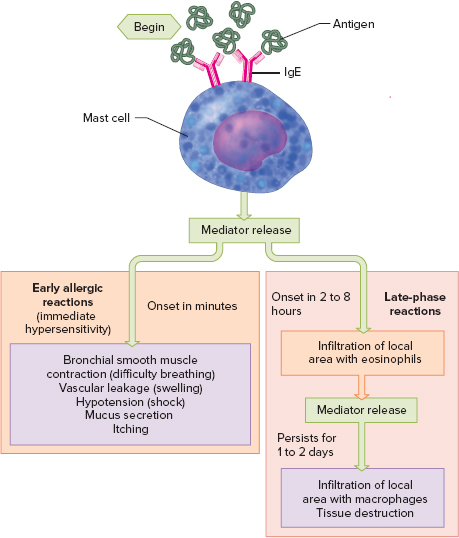 Begin
Antigen
IgE
Mast cell
Mediator release
Early allergic
reactions
(immediate
hypersensitivity)
Onset in minutes
Bronchial smooth muscle
contraction (difficulty breathing)
Vascular leakage (swelling)
Hypotension (shock)
Mucus secretion
Itching
Onset in 2 to 8
hours
Late-phase
reactions
Infiltration of local
area with eosinophils
Mediator release
Persists for
1 to 2 days
Infiltration of local
area with macrophages
Tissue destruction